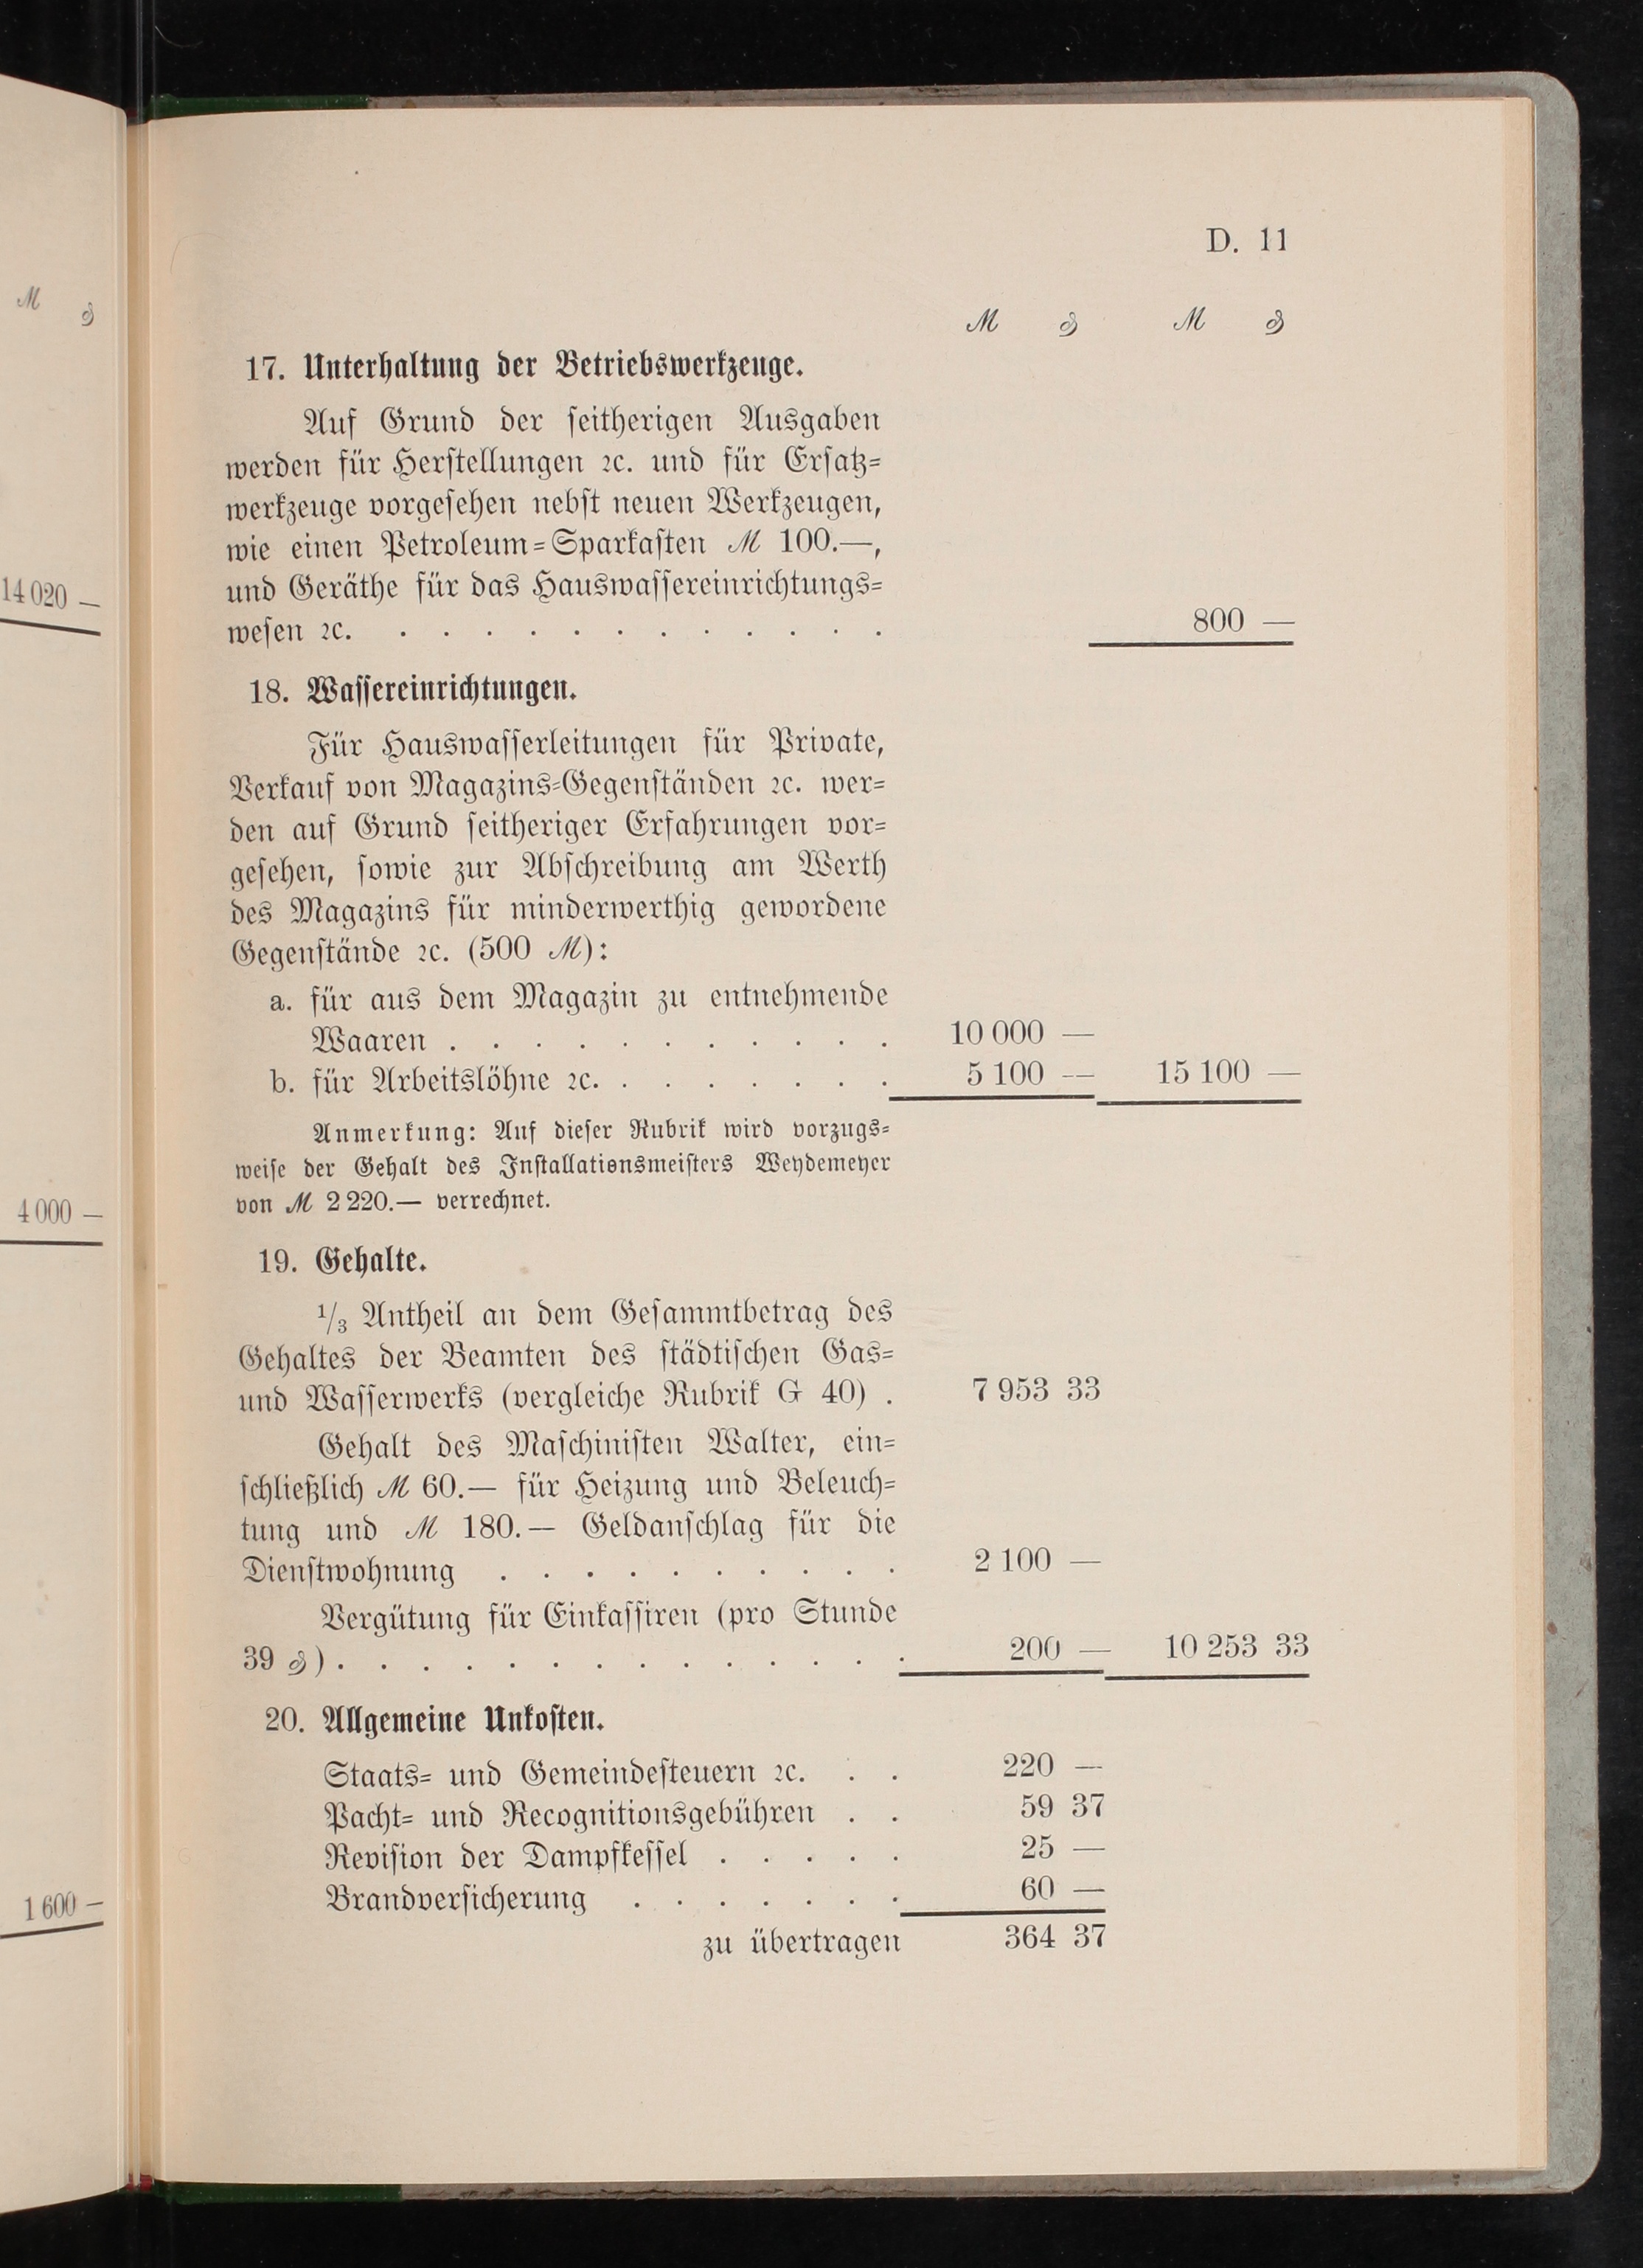 M ₰
14 020 —
4 000 —
1 600 —
D. 11
M ₰ M ₰
17. Unterhaltung der Betriebswerkzeuge.
Auf Grund der seitherigen Ausgaben
werden für Herstellungen ꝛc. und für Ersatz=
werkzeuge vorgesehen nebst neuen Werkzeugen,
wie einen Petroleum=Sparkasten M 100.—,
und Geräthe für das Hauswassereinrichtungs=
wesen ꝛc. . . . . . . . . . . . . 800 —
18. Wassereinrichtungen.
Für Hauswasserleitungen für Private,
Verkauf von Magazins=Gegenständen ꝛc. wer=
den auf Grund seitheriger Erfahrungen vor=
gesehen, sowie zur Abschreibung am Werth
des Magazins für minderwerthig gewordene
Gegenstände ꝛc. (500 M):
a. für aus dem Magazin zu entnehmende
Waaren . . . . . . . . . . . 10 000 —
b. für Arbeitslöhne ꝛc. . . . . . . . 5 100 — 15 100 —
Anmerkung: Auf dieser Rubrik wird vorzugs=
weise der Gehalt des Installationsmeisters Weydemeyer
von M 2 220.— verrechnet.
19. Gehalte.
1/3 Antheil an dem Gesammtbetrag des
Gehaltes der Beamten des städtischen Gas=
und Wasserwerks (vergleiche Rubrik G 40) . 7 953 33
Gehalt des Maschinisten Walter, ein=
schließlich M 60.— für Heizung und Beleuch=
tung und M 180.— Geldanschlag für die
Dienstwohnung . . . . . . . . . . 2 100 —
Vergütung für Einkassiren (pro Stunde
39 ₰) . . . . . . . . . . . . . . 200 — 10 253 33
20. Allgemeine Unkosten.
Staats= und Gemeindesteuern ꝛc. . . 220 —
Pacht= und Recognitionsgebühren . . 59 37
Revision der Dampfkessel . . . . . 25 —
Brandversicherung . . . . . . . 60 —
zu übertragen 364 37